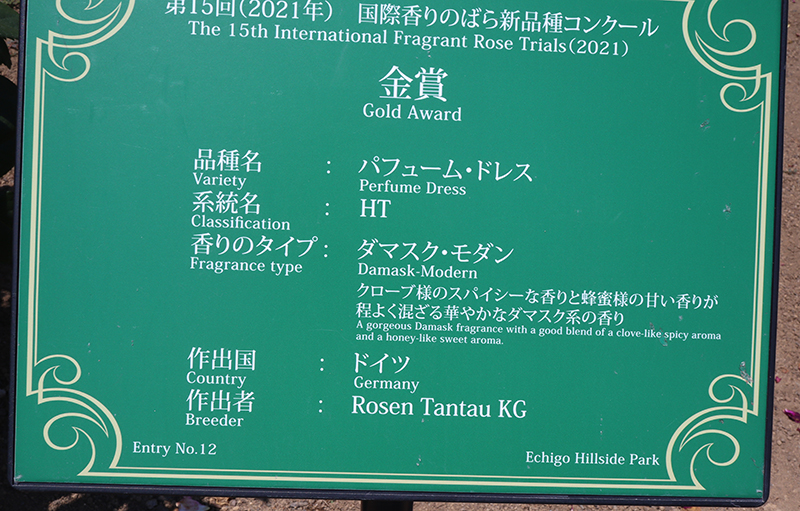 第15回(2021年) 国際香りのばら新品種コンクール
The 15th International Fragrant Rose Trials(2021)
金賞
Gold Award
品種名 : パフューム・ドレス
Variety Perfume Dress
系統名 : HT
Classification
香りのタイプ : ダマスク・モダン
Fragrance type Damask-Modern
クローブ様のスパイシーな香りと蜂蜜様の甘い香りが
程よく混ざる華やかなダマスク系の香り
A gorgeous Damask fragrance with a good blend of a clove-like spicy aroma
and a honey-like sweet aroma.
作出国 : ドイツ
Country Germany
作出者 : Rosen Tantau KG
Breeder
Entry No.12
Echigo Hillside Park